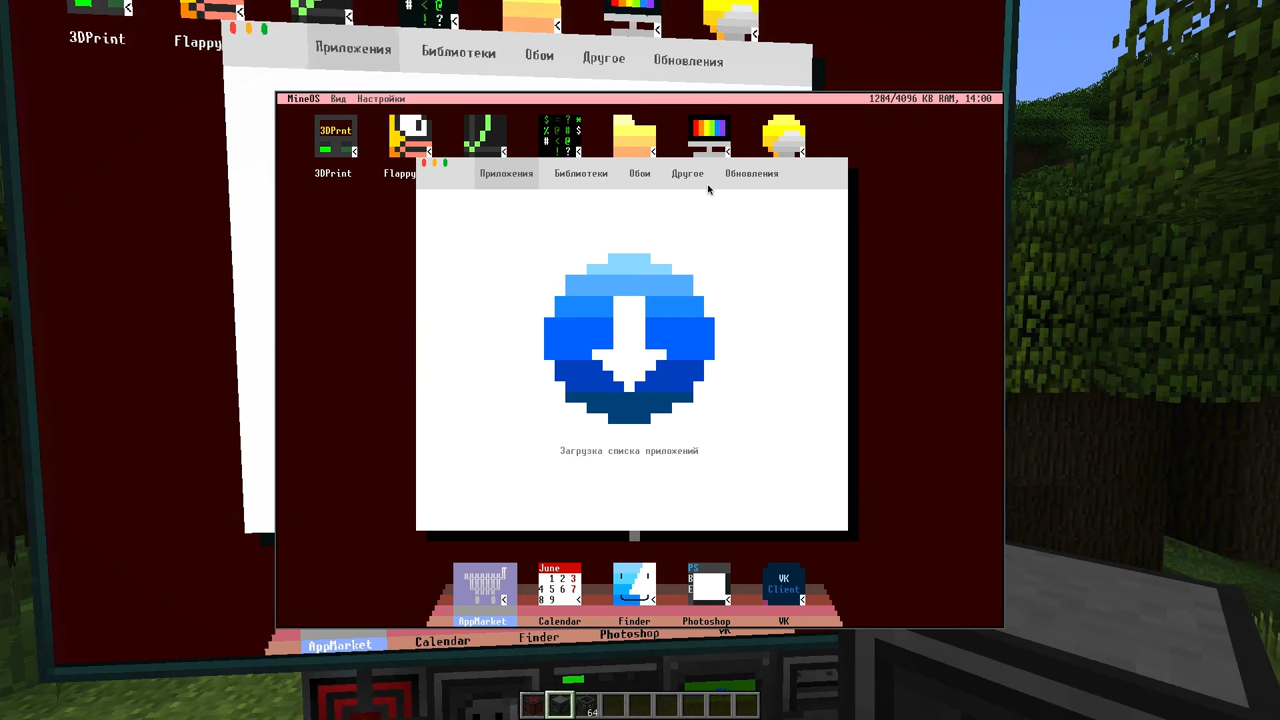 3DPrint
Flappy
Приложения Библиотеки Обои Другое Обновления
MineOS Вид Настройки 1284/4096 KB RAM, 14:00
3DPrnt
3DPrint
Flappy
Приложения Библиотеки Обои Другое Обновления
Загрузка списка приложений
June
1 2 3
4 5 6 7
8 9
PS
VK
Client
AppMarket Calendar Finder Photoshop VK
AppMarket Calendar Finder Photoshop VK
64